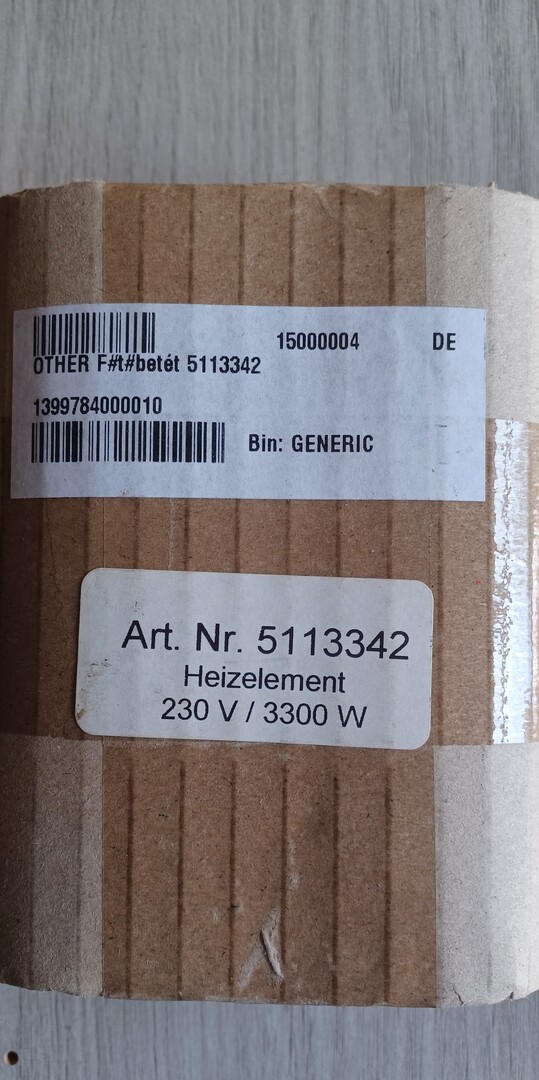 15000004 DE
OTHER F#t#betét 5113342
1399784000010
Bin: GENERIC
Art. Nr. 5113342
Heizelement
230 V / 3300 W